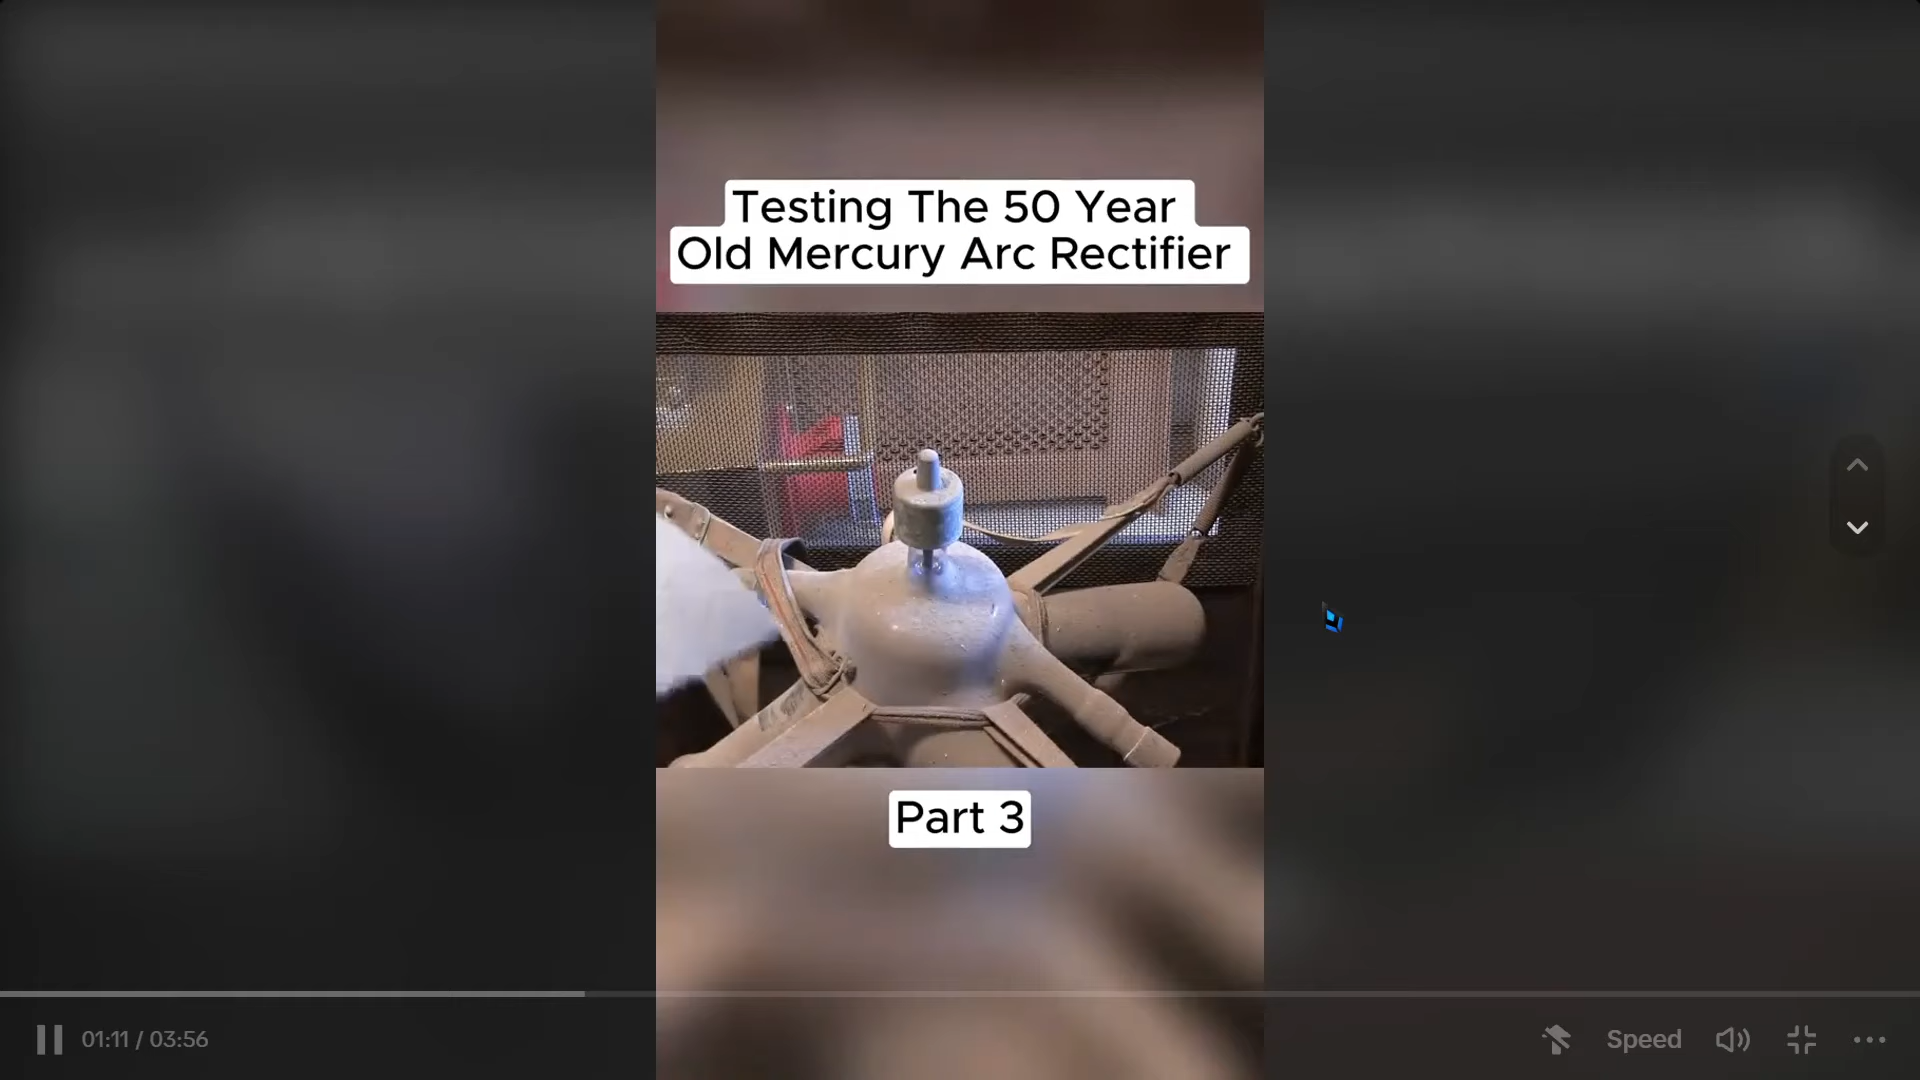 Testing The 50 Year
Old Mercury Arc Rectifier
Part 3
01:11 / 03:56
Speed